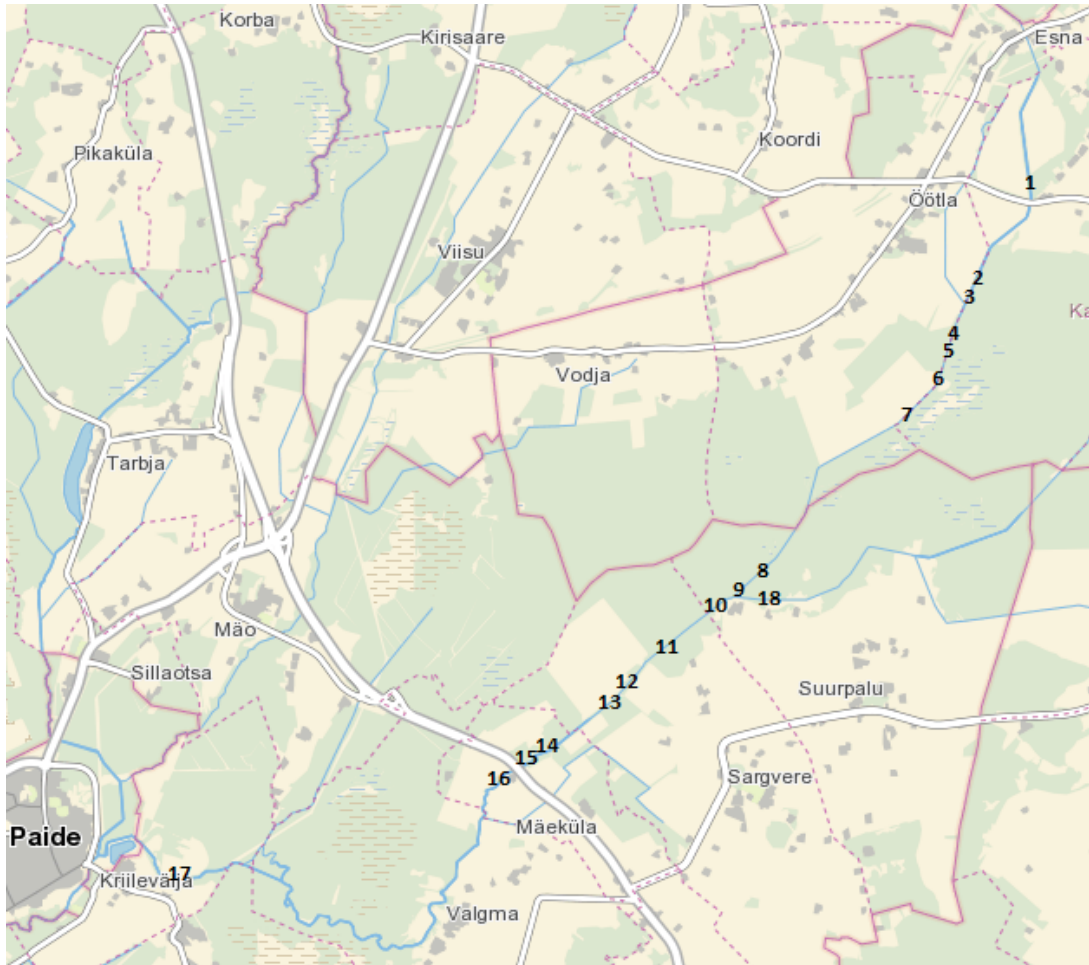 Korba
Kirisaare
Esna
Koordi
Pikaküla
1
Öötla
Viisu
2
3
Ka
4
5
Vodja
6
7
Tarbja
8
9
18
10
Mäo
11
Sillaotsa
12
Suurpalu
13
14
15
16
Sargvere
Mäeküla
Paide
17
Kriilevälja
Valgma